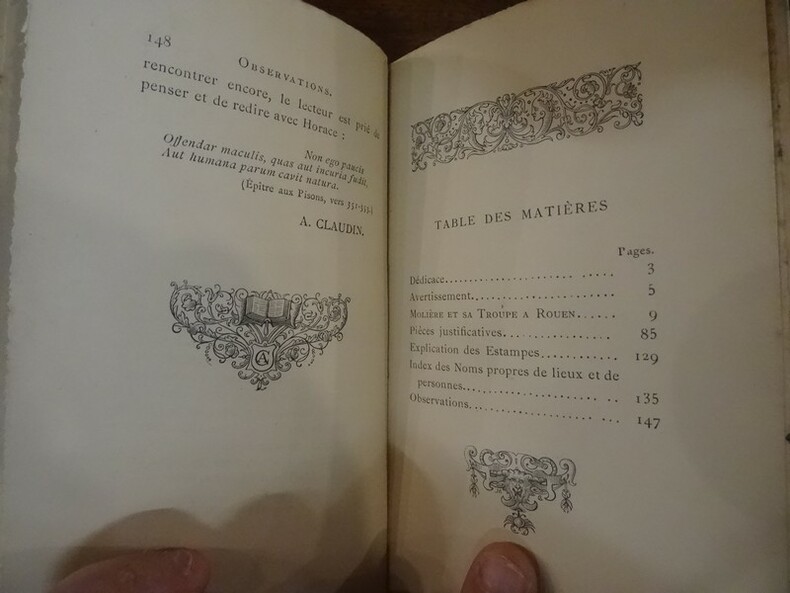 148
OBSERVATIONS.
rencontrer encore, le lecteur est prié de
penser et de redire avec Horace :
Non ego paucis
Offendar maculis, quas aut incuria fudit,
Aut humana parum cavit natura.
(Épître aux Pisons, vers 351-353.)
A. CLAUDIN.
TABLE DES MATIÈRES
Pages.
Dédicace........................ ..... 3
Avertissement......................... 5
MOLIÈRE ET SA TROUPE A ROUEN...... 9
Pièces justificatives.................. 85
Explication des Estampes............ 129
Index des Noms propres de lieux et de
personnes..................... .. 135
Observations.................... ... 147